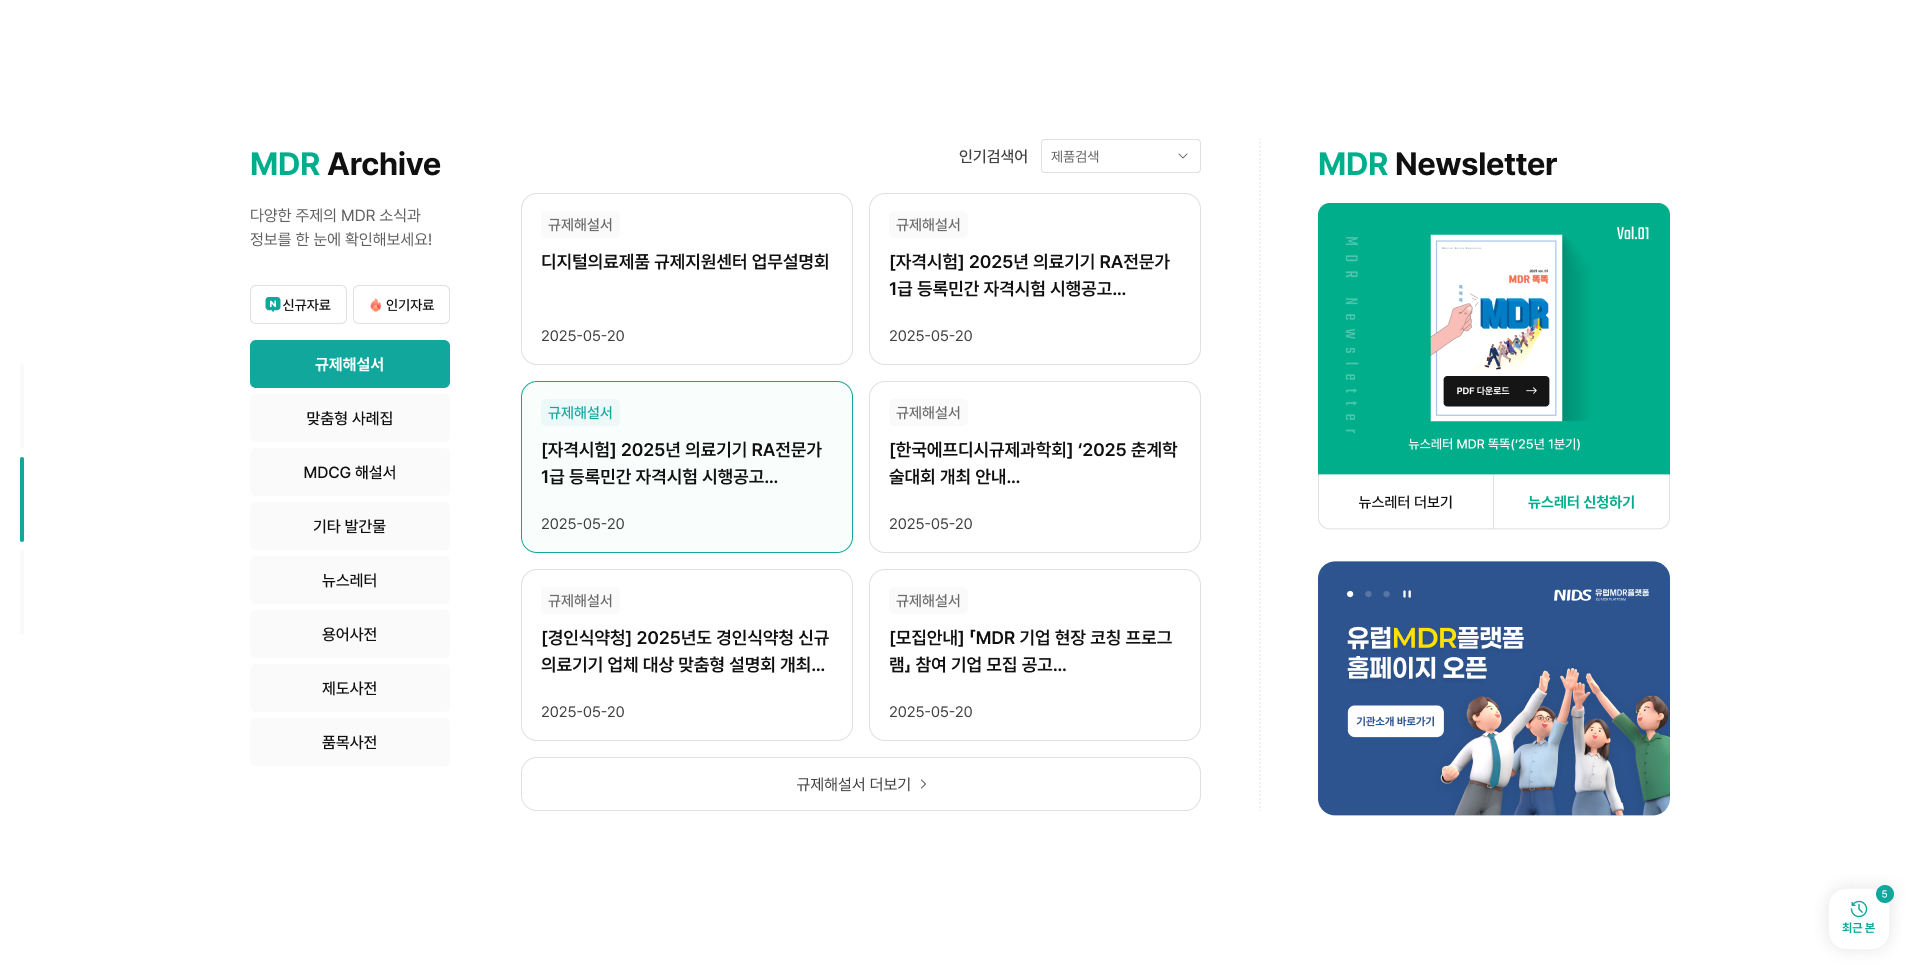 MDR Archive
다양한 주제의 MDR 소식과
정보를 한 눈에 확인해보세요!
N 신규자료
인기자료
규제해설서
맞춤형 사례집
MDCG 해설서
기타 발간물
뉴스레터
용어사전
제도사전
품목사전
인기검색어
제품검색
규제해설서
디지털의료제품 규제지원센터 업무설명회
2025-05-20
규제해설서
[자격시험] 2025년 의료기기 RA전문가
1급 등록민간 자격시험 시행공고...
2025-05-20
규제해설서
[자격시험] 2025년 의료기기 RA전문가
1급 등록민간 자격시험 시행공고...
2025-05-20
규제해설서
[한국에프디시규제과학회] ‘2025 춘계학
술대회 개최 안내...
2025-05-20
규제해설서
[경인식약청] 2025년도 경인식약청 신규
의료기기 업체 대상 맞춤형 설명회 개최...
2025-05-20
규제해설서
[모집안내] 「MDR 기업 현장 코칭 프로그
램」 참여 기업 모집 공고...
2025-05-20
규제해설서 더보기
MDR Newsletter
Vol.01
MDR Newsletter
MDR 똑똑
MDR
PDF 다운로드
뉴스레터 MDR 똑똑(‘25년 1분기)
뉴스레터 더보기
뉴스레터 신청하기
NIDS 유럽MDR플랫폼
유럽MDR플랫폼
홈페이지 오픈
기관소개 바로가기
5
최근 본